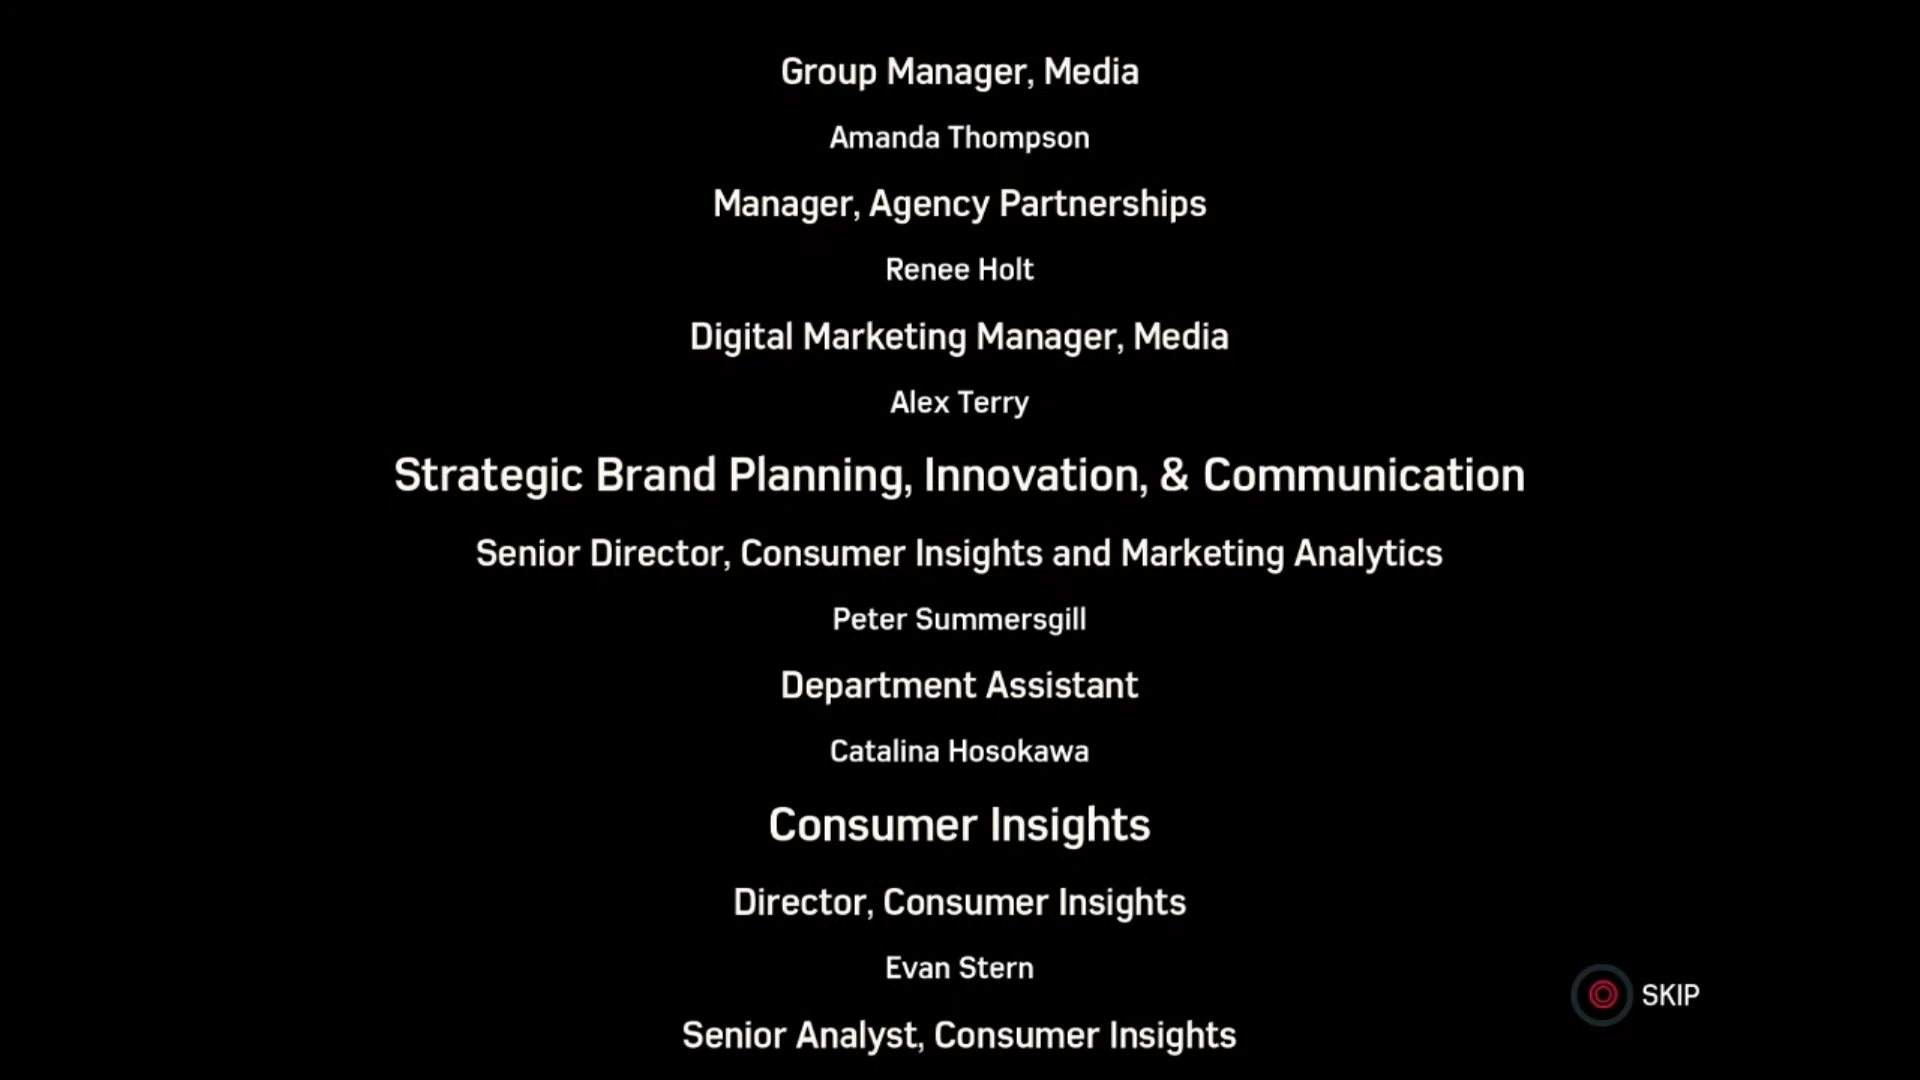 Group Manager, Media
Amanda Thompson
Manager, Agency Partnerships
Renee Holt
Digital Marketing Manager, Media
Alex Terry
Strategic Brand Planning, Innovation, & Communication
Senior Director, Consumer Insights and Marketing Analytics
Peter Summersgill
Department Assistant
Catalina Hosokawa
Consumer Insights
Director, Consumer Insights
Evan Stern
SKIP
Senior Analyst, Consumer Insights